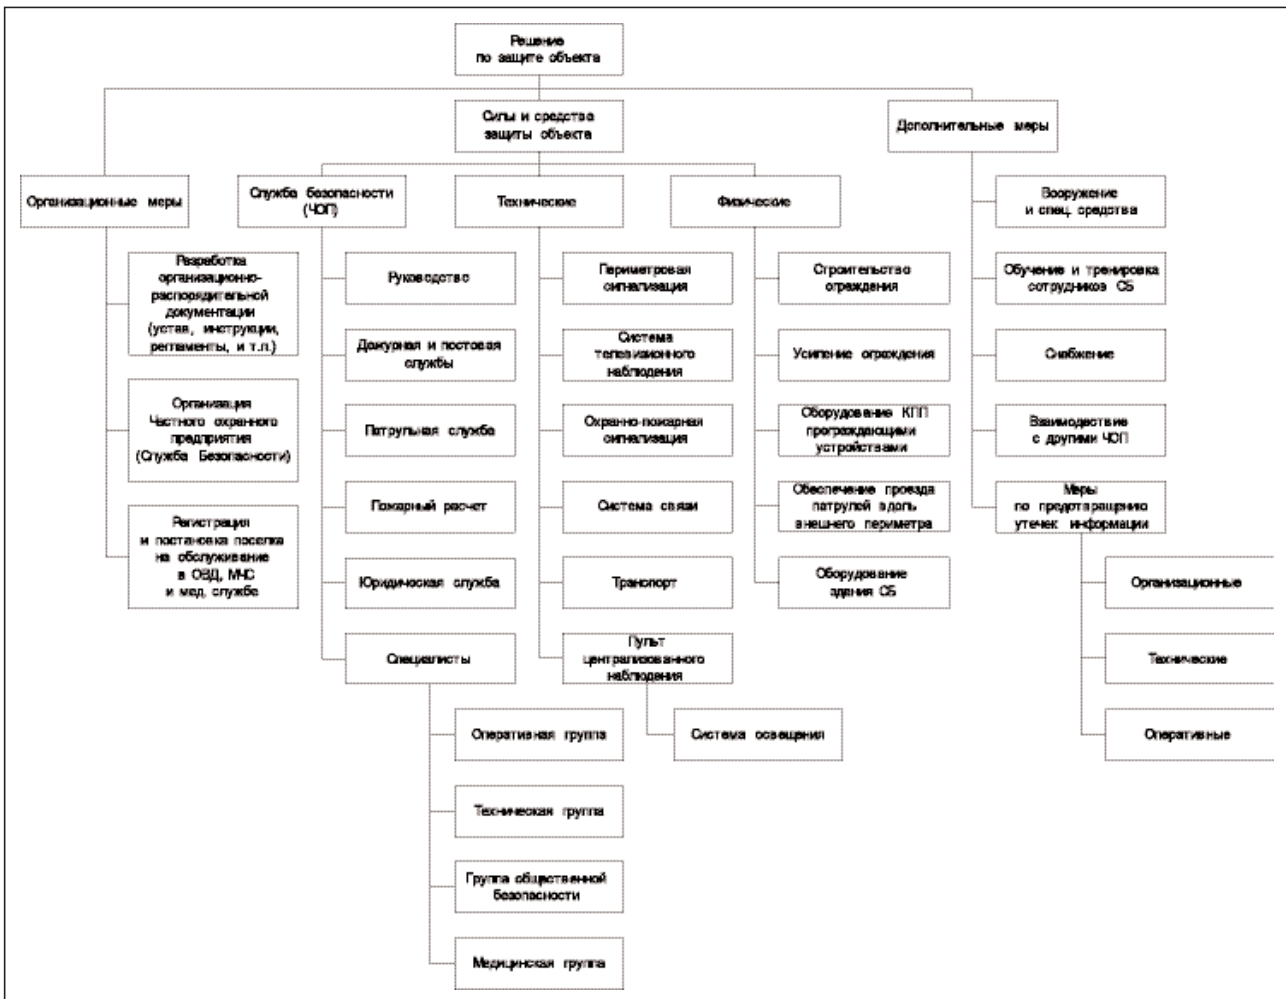 Решение
по защите объекта
Силы и средства
защиты объекта
Дополнительные меры
Организационные меры
Служба безопасности
(ЧОП)
Технические
Физические
Вооружение
и спец. средства
Разработка
организационно-
распорядительной
документации
(устав, инструкции,
регламенты, и т.п.)
Руководство
Периметровая
сигнализация
Строительство
ограждения
Обучение и тренировка
сотрудников СБ
Дежурная и постовая
службы
Система
телевизионного
наблюдения
Усиление ограждения
Снабжение
Организация
Частного охранного
предприятия
(Служба Безопасности)
Патрульная служба
Охранно-пожарная
сигнализация
Оборудование КПП
прграждающими
устройствами
Взаимодествие
с другими ЧОП
Регистрация
и постановка поселка
на обслуживание
в ОВД, МЧС
и мед. службе
Пожарный расчет
Система связи
Обеспечение проезда
патрулей вдоль
внешнего периметра
Меры
по предотвращению
утечек информации
Юридическая служба
Транспорт
Оборудование
здания СБ
Организационные
Специалисты
Пульт
централизованного
наблюдения
Технические
Оперативная группа
Система освещения
Оперативные
Техническая группа
Группа общественной
безопасности
Медицинская группа